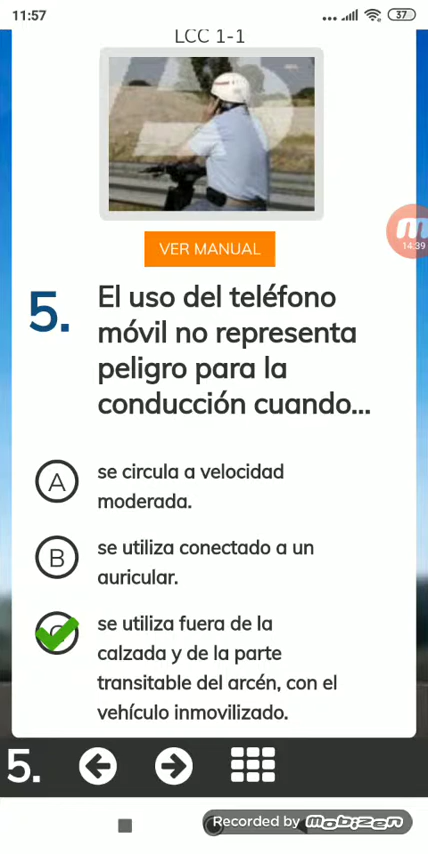 11:57
37
LCC 1-1
VER MANUAL
14:39
5.
El uso del teléfono
móvil no representa
peligro para la
conducción cuando...
A
se circula a velocidad
moderada.
B
se utiliza conectado a un
auricular.
se utiliza fuera de la
calzada y de la parte
transitable del arcén, con el
vehículo inmovilizado.
5.
Recorded by mobizen